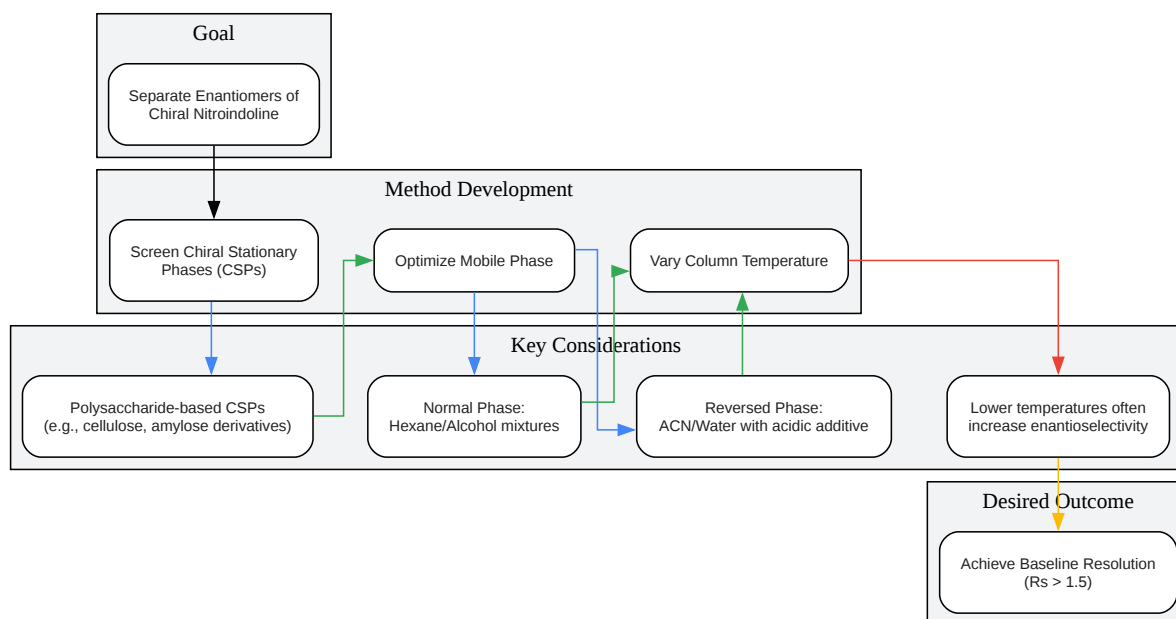 Goal
Separate Enantiomers of
Chiral Nitroindoline
Method Development
Screen Chiral Stationary
Phases (CSPs)
Optimize Mobile Phase
Vary Column Temperature
Key Considerations
Polysaccharide-based CSPs
(e.g., cellulose, amylose derivatives)
Normal Phase:
Hexane/Alcohol mixtures
Reversed Phase:
ACN/Water with acidic additive
Lower temperatures often
increase enantioselectivity
Desired Outcome
Achieve Baseline Resolution
(Rs > 1.5)